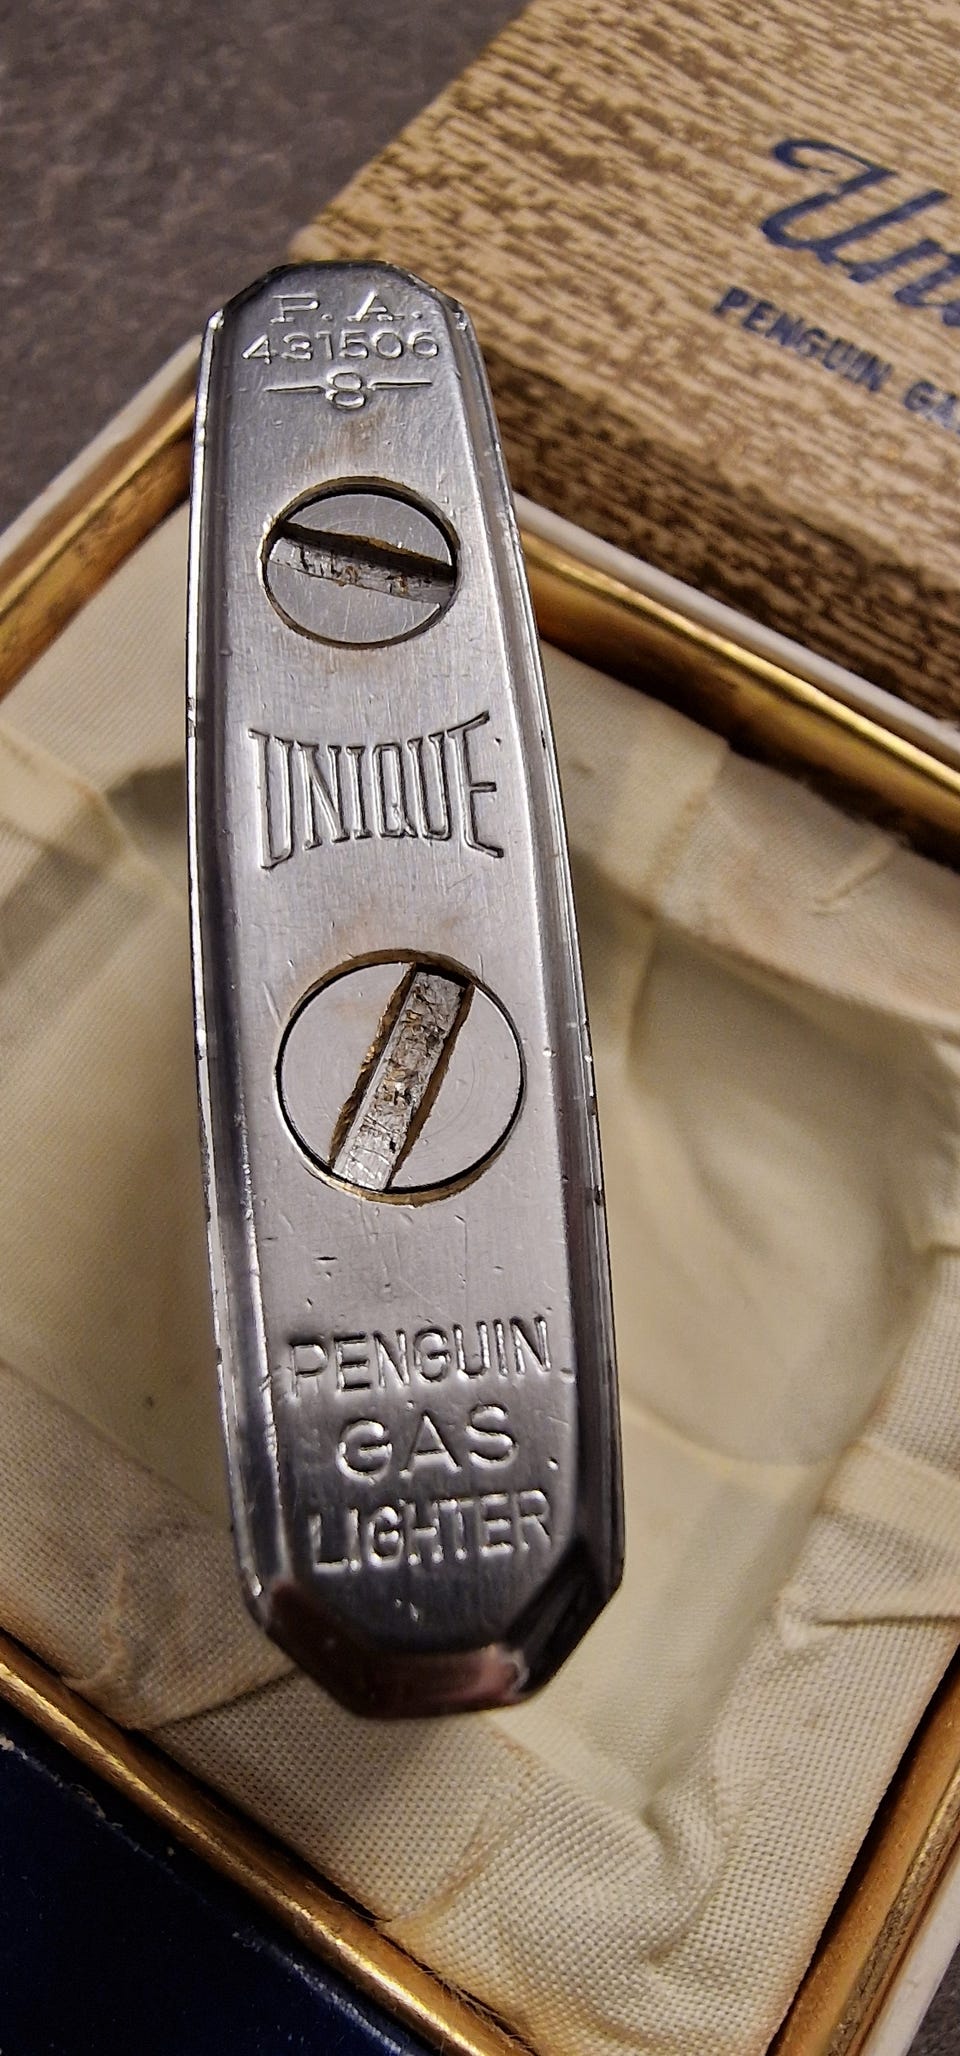 P.A.
431506
8
UNIQUE
PENGUIN
GAS
LIGHTER
PENGUIN